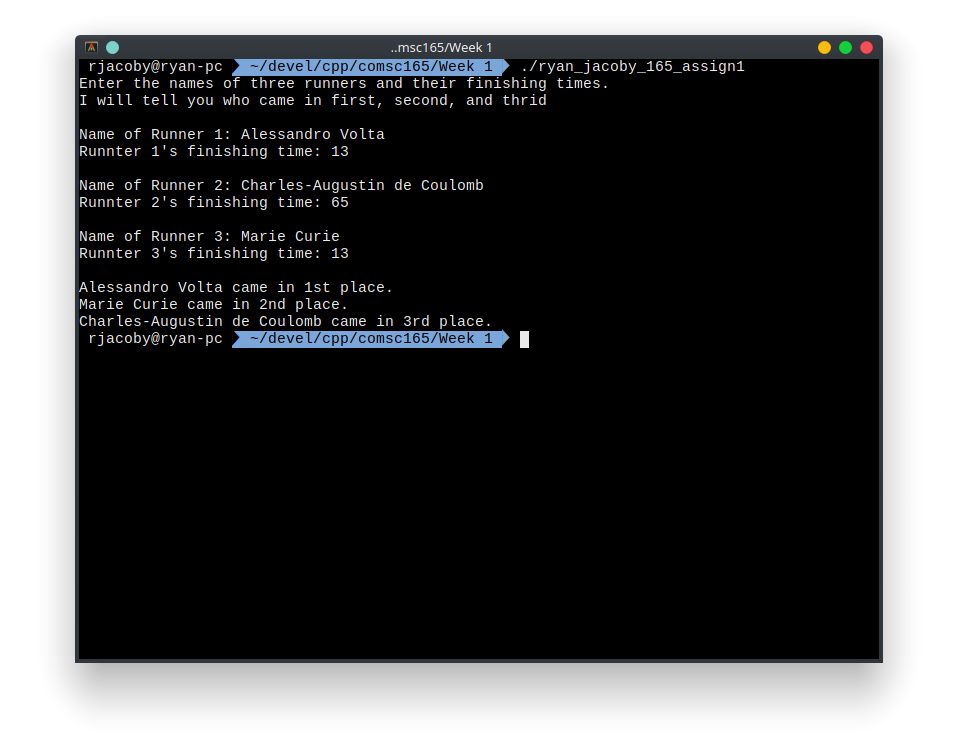 ..msc165/Week 1
rjacoby@ryan-pc ~/devel/cpp/comsc165/Week 1 ./ryan_jacoby_165_assign1
Enter the names of three runners and their finishing times.
I will tell you who came in first, second, and thrid
Name of Runner 1: Alessandro Volta
Runnter 1's finishing time: 13
Name of Runner 2: Charles-Augustin de Coulomb
Runnter 2's finishing time: 65
Name of Runner 3: Marie Curie
Runnter 3's finishing time: 13
Alessandro Volta came in 1st place.
Marie Curie came in 2nd place.
Charles-Augustin de Coulomb came in 3rd place.
rjacoby@ryan-pc ~/devel/cpp/comsc165/Week 1